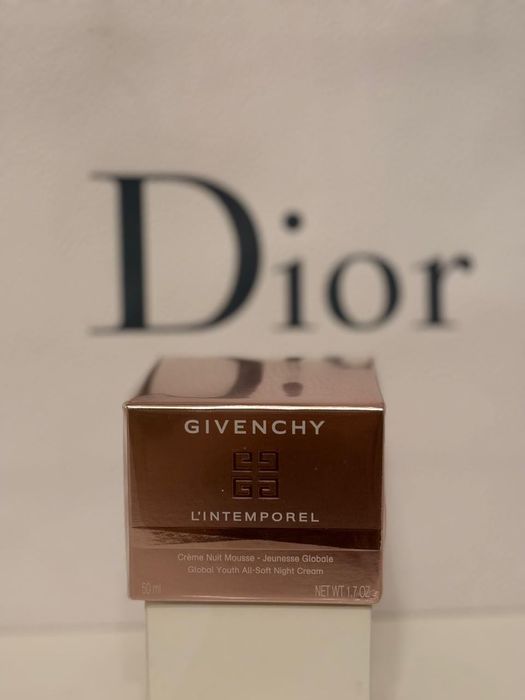 Dior
GIVENCHY
L'INTEMPOREL
Crème Nuit Mousse - Jeunesse Globale
Global Youth All-Soft Night Cream
50 ml NET WT 1.7 OZ